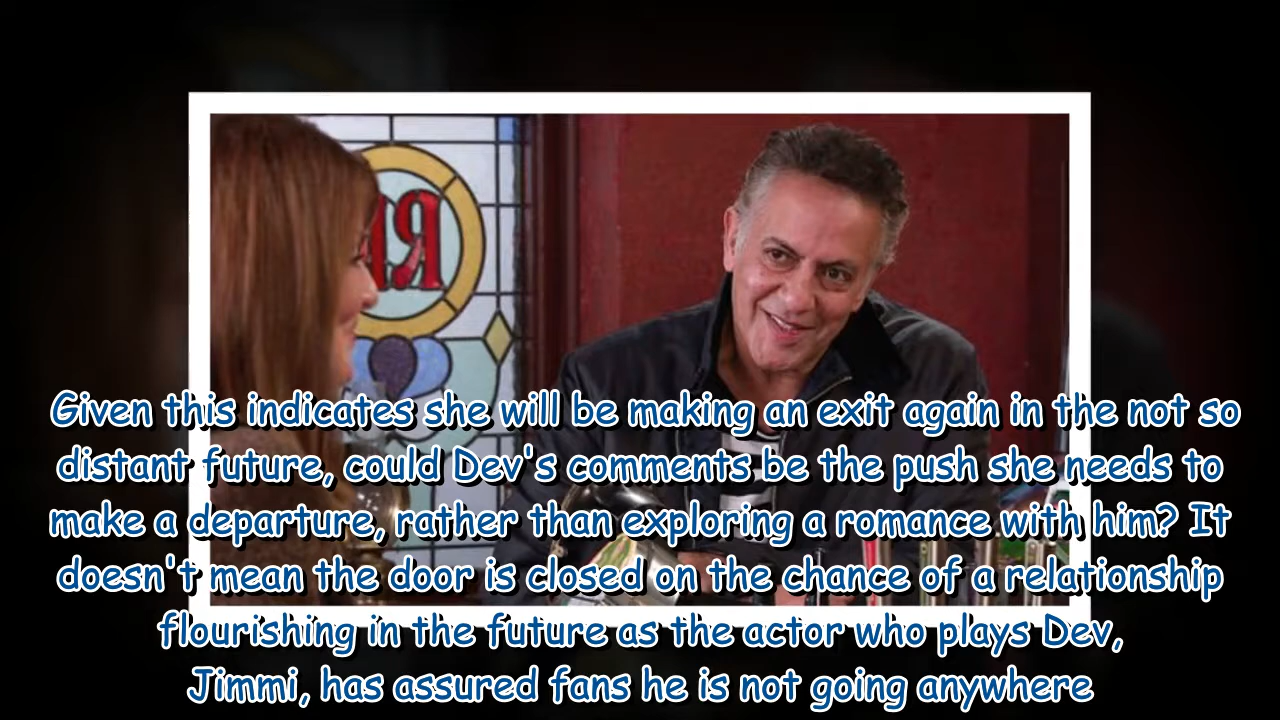 Given this indicates she will be making an exit again in the not so
distant future, could Dev's comments be the push she needs to
make a departure, rather than exploring a romance with him? It
doesn't mean the door is closed on the chance of a relationship
flourishing in the future as the actor who plays Dev,
Jimmi, has assured fans he is not going anywhere